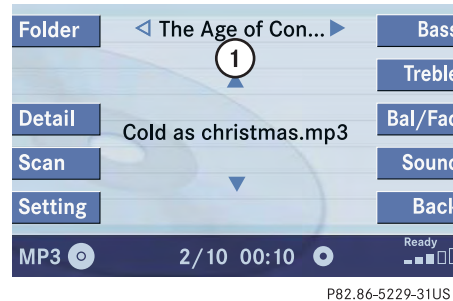 Folder
The Age of Con...
Bass
1
Treble
Detail
Bal/Fad
Cold as christmas.mp3
Scan
Sound
Setting
Back
MP3
2/10 00:10
Ready
P82.86-5229-31US